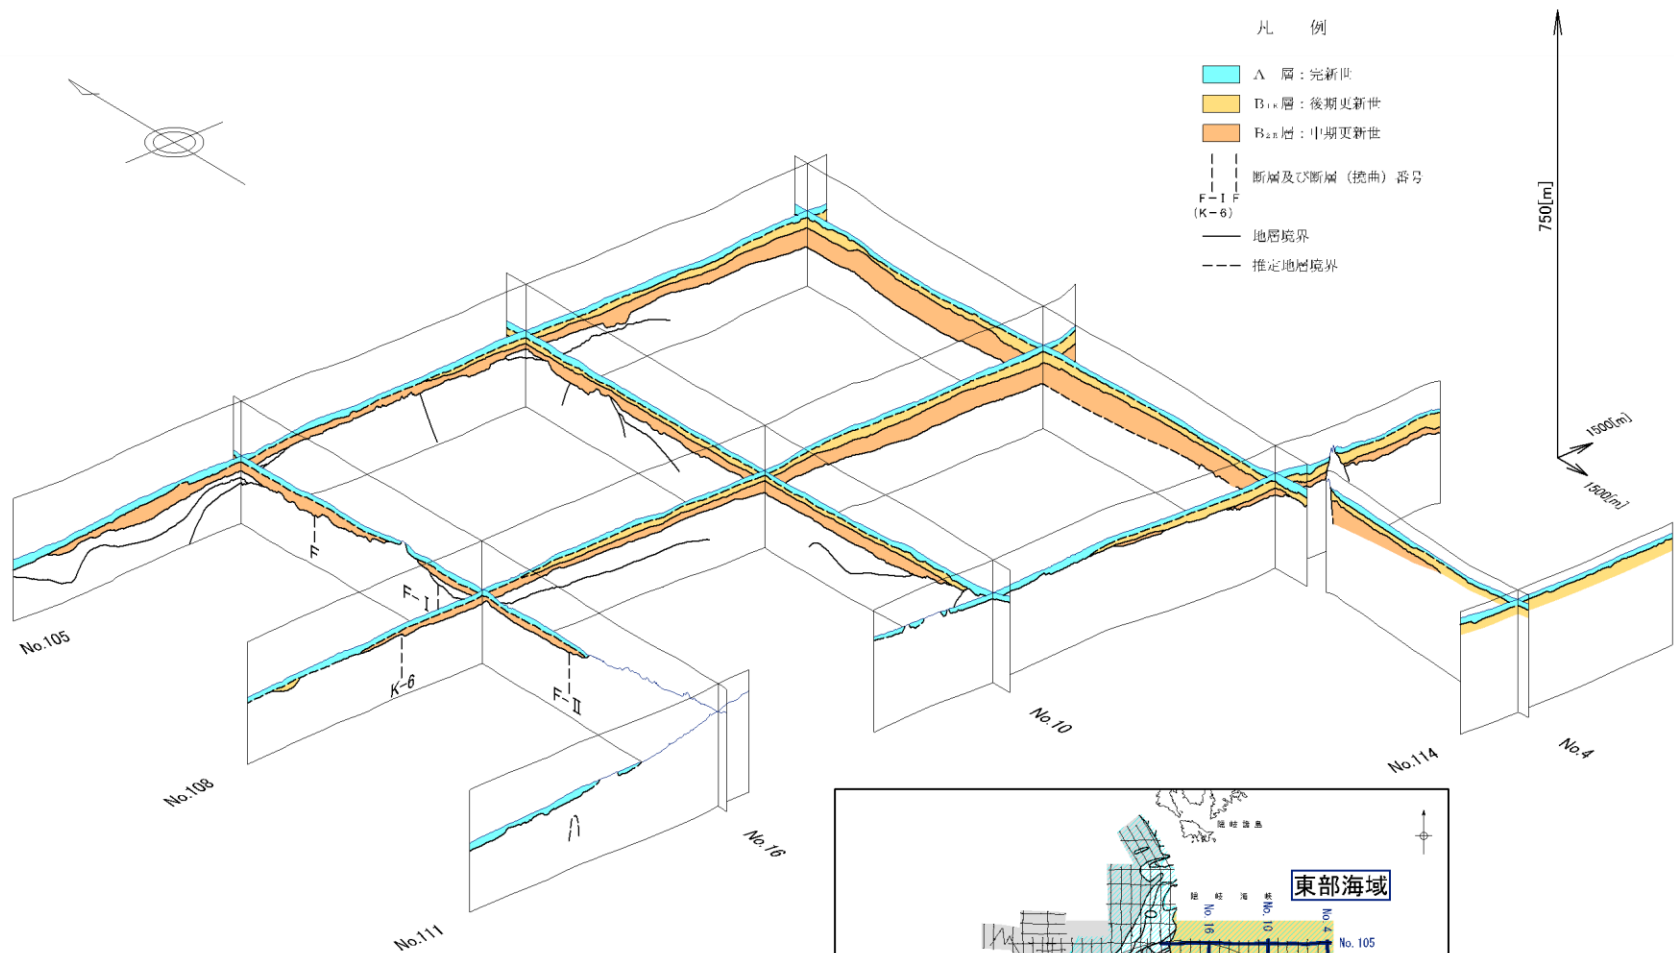 凡 例
A 層：完新世
B₁ₑ層：後期更新世
B₂ₑ層：中期更新世
断層及び断層（撓曲）番号
F-I F
(K-6)
地層境界
推定地層境界
750[m]
1500[m]
1500[m]
F
F-I
K-6
F-Ⅱ
No.105
No.108
No.111
No.16
No.10
No.114
No.4
隠岐諸島
隠岐海峡
東部海域
No.16
No.10
No.4
No.105